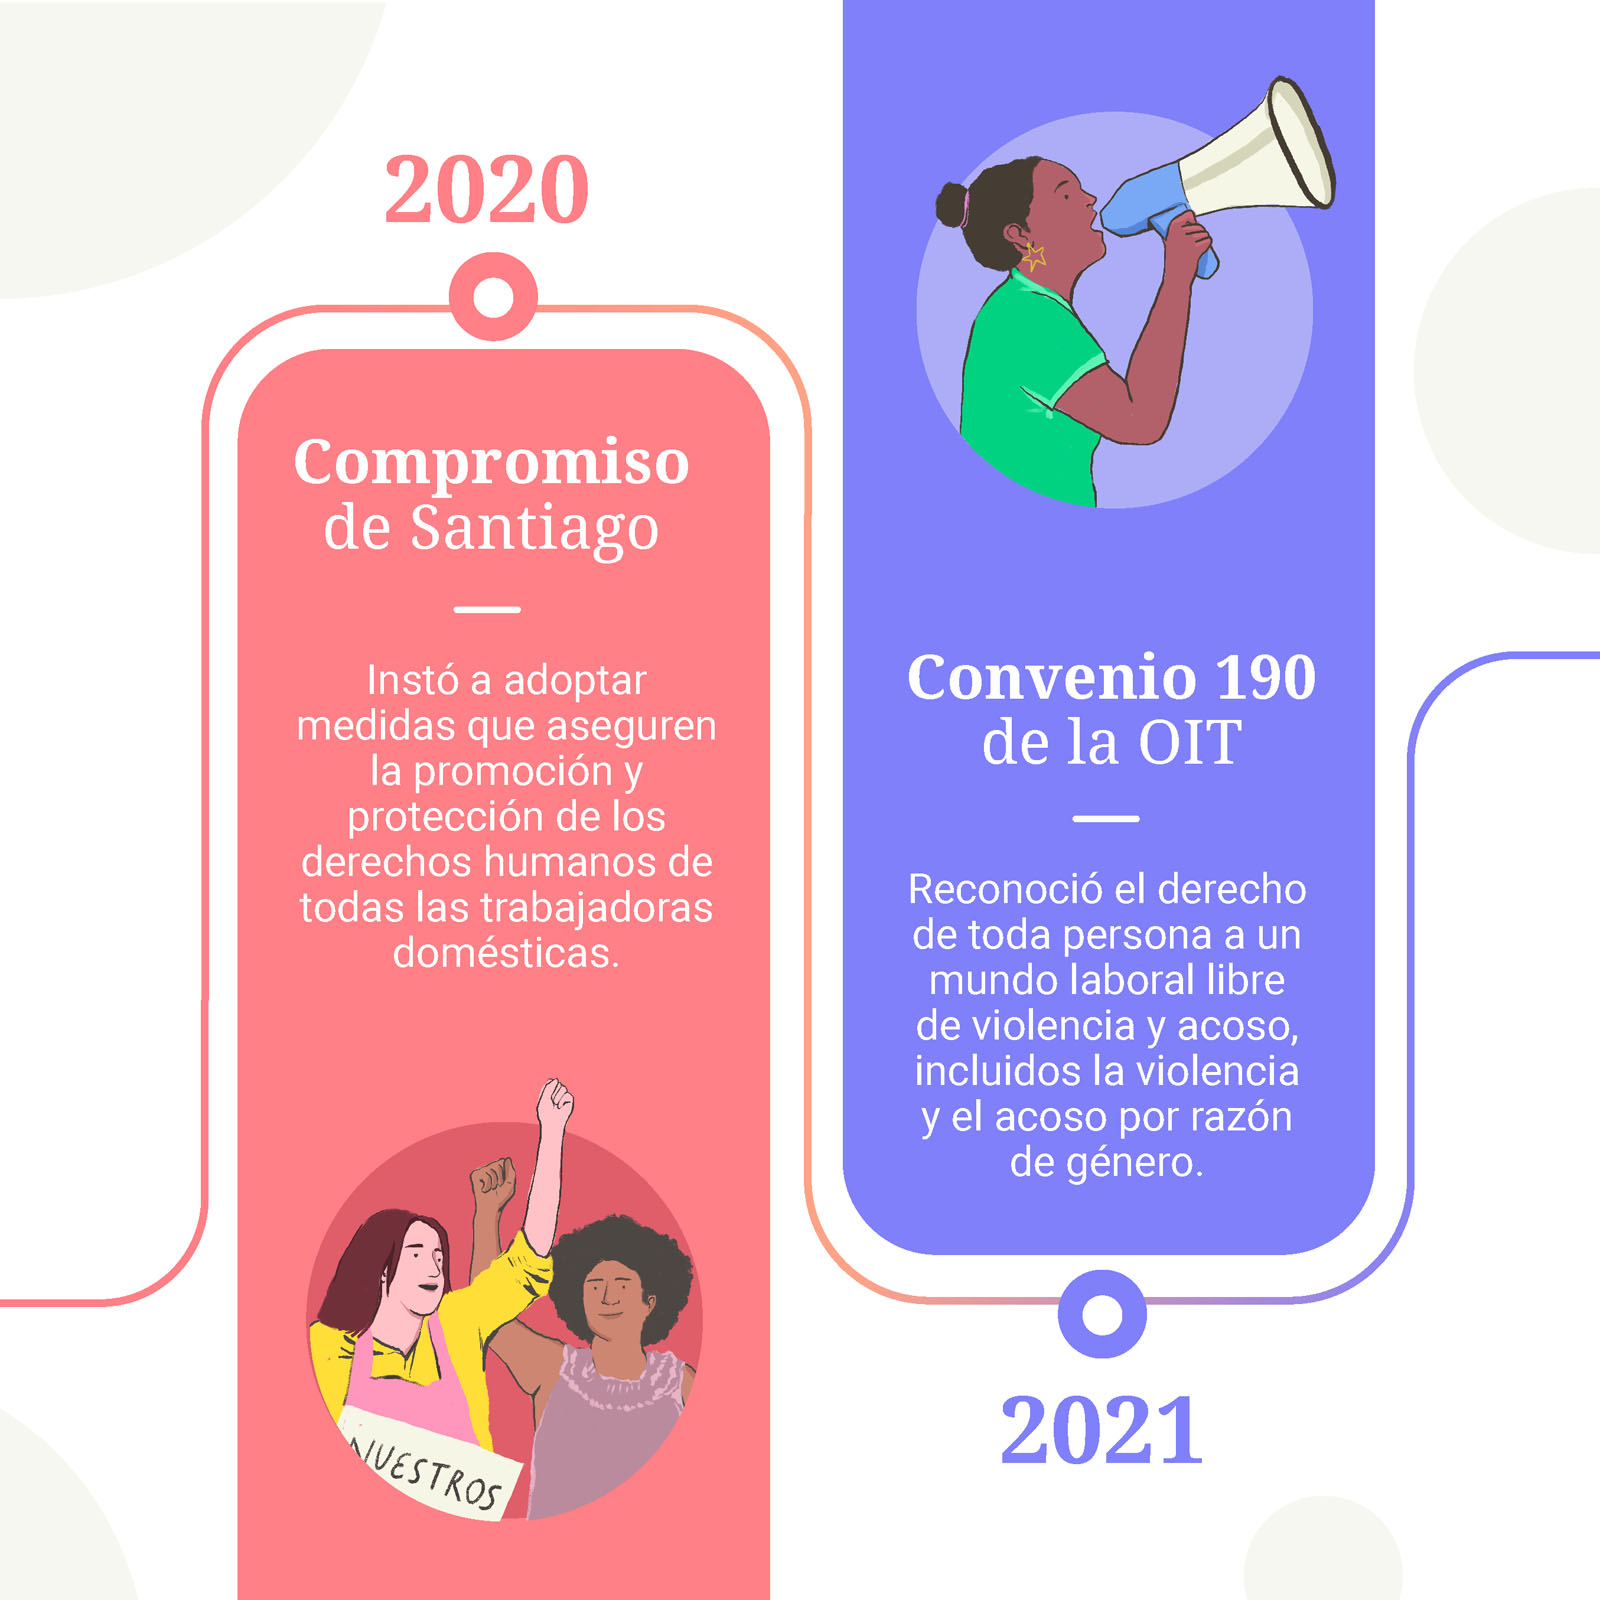 2020
Compromiso
de Santiago
Instó a adoptar
medidas que aseguren
la promoción y
protección de los
derechos humanos de
todas las trabajadoras
domésticas.
NUESTROS
Convenio 190
de la OIT
Reconoció el derecho
de toda persona a un
mundo laboral libre
de violencia y acoso,
incluidos la violencia
y el acoso por razón
de género.
2021